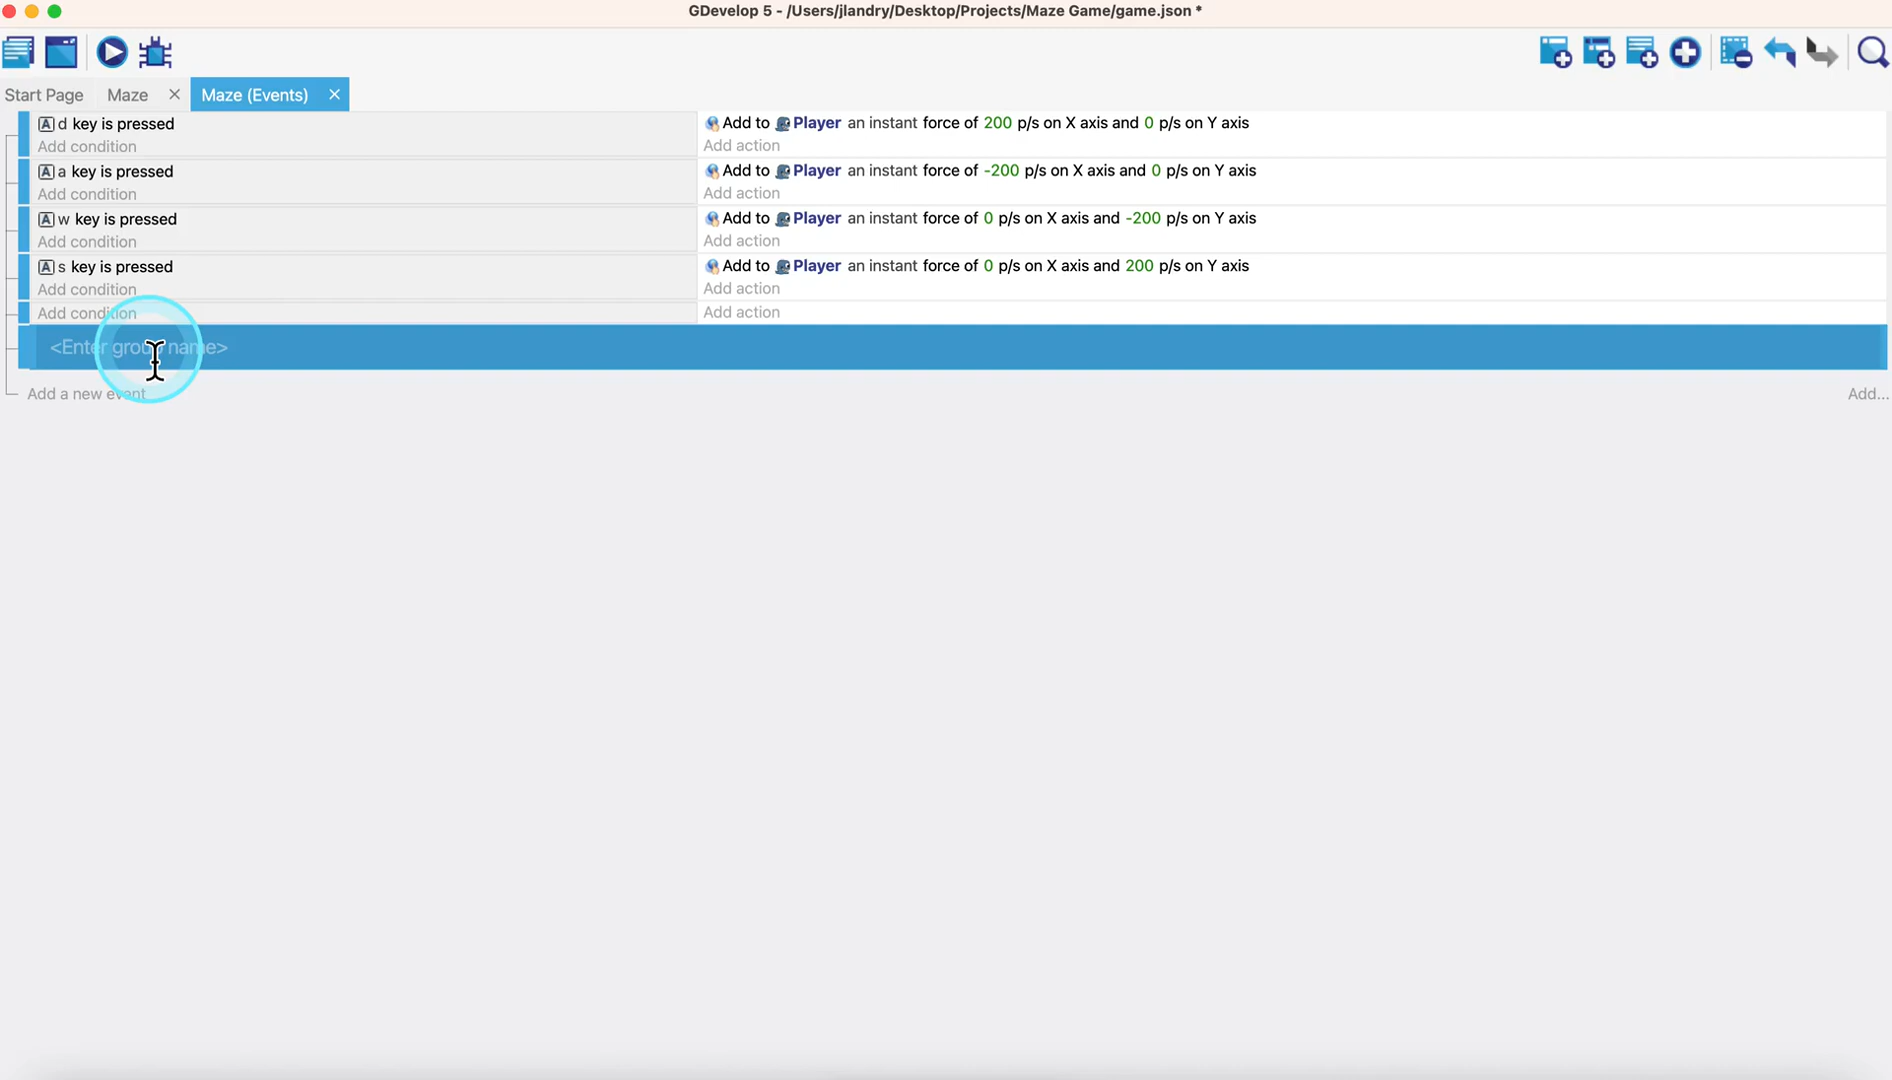 GDevelop 5 - /Users/jlandry/Desktop/Projects/Maze Game/game.json *
Start Page Maze Maze (Events)
A d key is pressed Add to Player an instant force of 200 p/s on X axis and 0 p/s on Y axis
Add condition Add action
A a key is pressed Add to Player an instant force of -200 p/s on X axis and 0 p/s on Y axis
Add condition Add action
A w key is pressed Add to Player an instant force of 0 p/s on X axis and -200 p/s on Y axis
Add condition Add action
A s key is pressed Add to Player an instant force of 0 p/s on X axis and 200 p/s on Y axis
Add condition Add action
Add condition Add action
<Enter group name>
Add a new event Add...